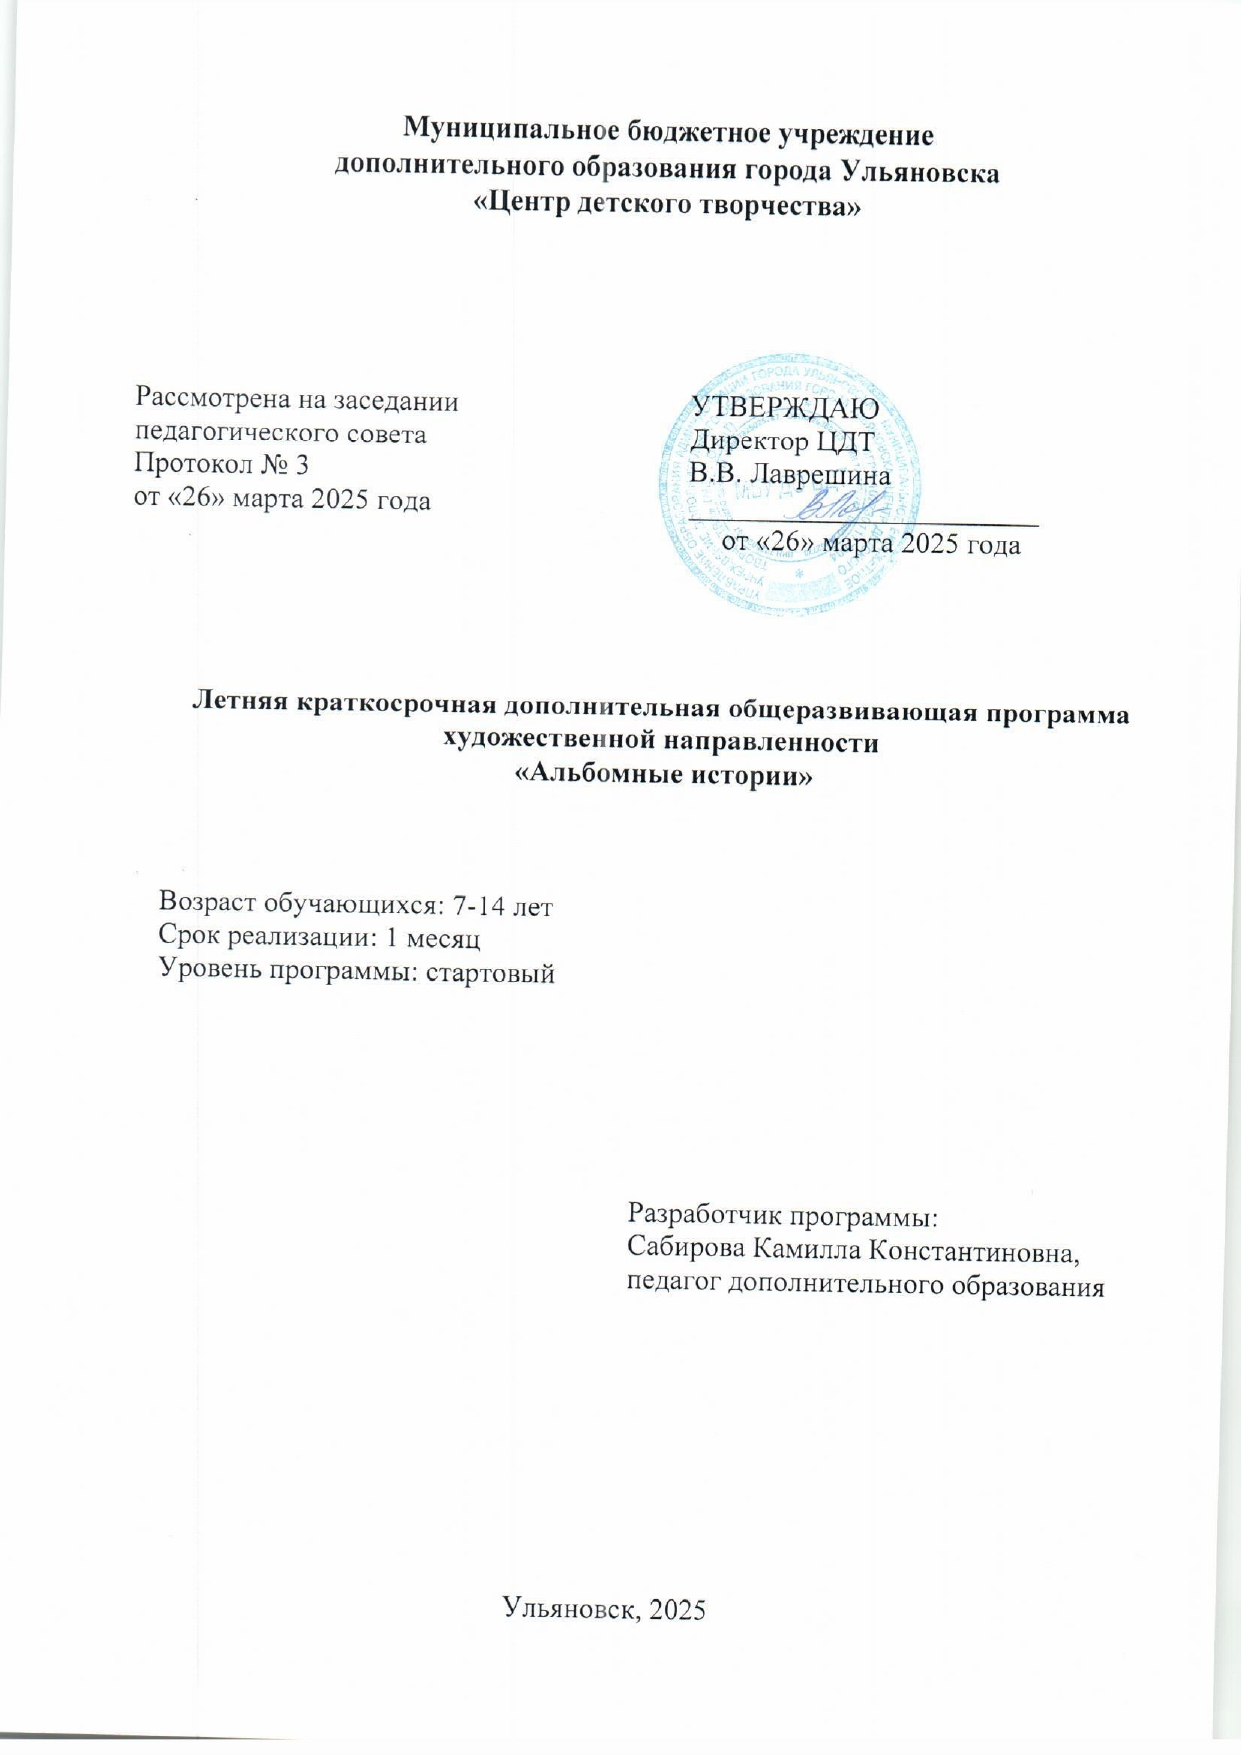 Муниципальное бюджетное учреждение
дополнительного образования города Ульяновска
«Центр детского творчества»
Рассмотрена на заседании
педагогического совета
Протокол № 3
от «26» марта 2025 года
УТВЕРЖДАЮ
Директор ЦДТ
В.В. Лаврешина
от «26» марта 2025 года
Летняя краткосрочная дополнительная общеразвивающая программа
художественной направленности
«Альбомные истории»
Возраст обучающихся: 7-14 лет
Срок реализации: 1 месяц
Уровень программы: стартовый
Разработчик программы:
Сабирова Камилла Константиновна,
педагог дополнительного образования
Ульяновск, 2025